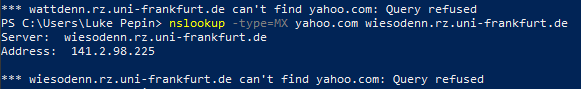 *** wattdenn.rz.uni-frankfurt.de can't find yahoo.com: Query refused
PS C:\Users\Luke Pepin> nslookup -type=MX yahoo.com wiesodenn.rz.uni-frankfurt.de
Server:  wiesodenn.rz.uni-frankfurt.de
Address:  141.2.98.225

*** wiesodenn.rz.uni-frankfurt.de can't find yahoo.com: Query refused